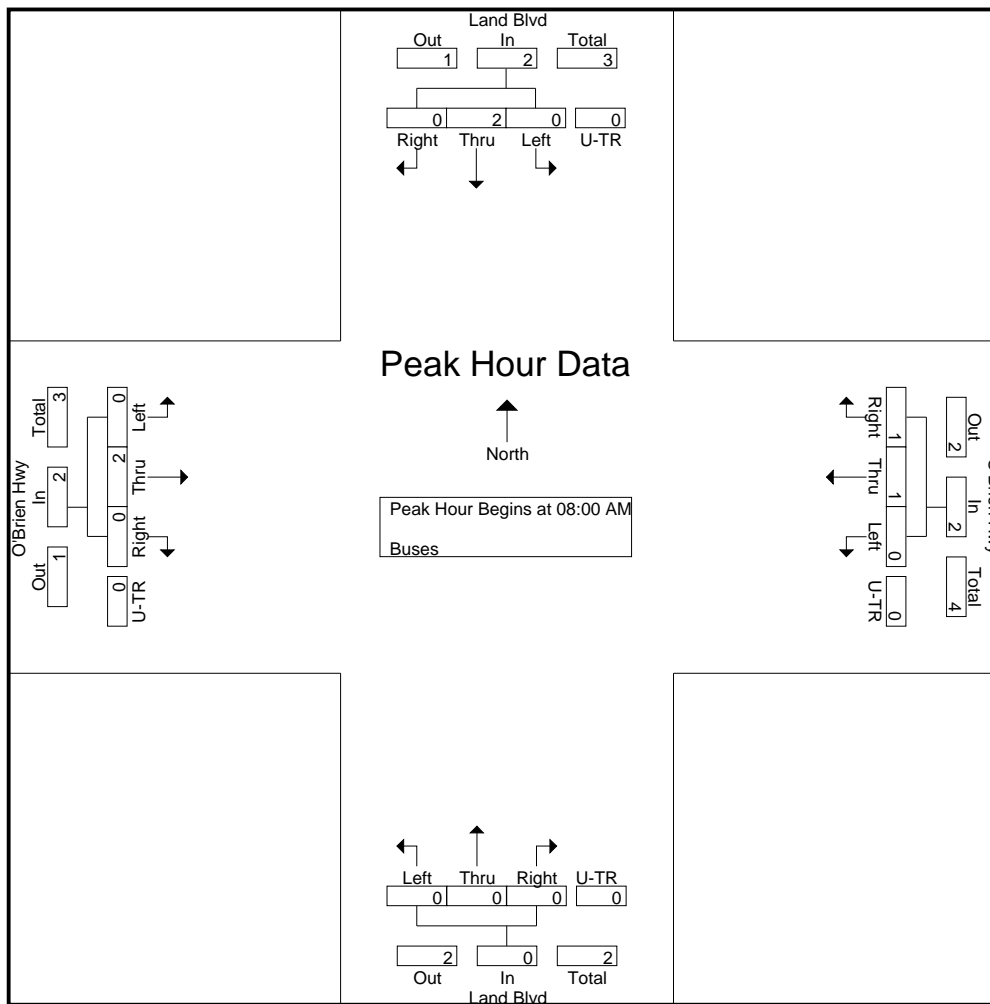 Land Blvd
Out In Total
1 2 3
0 2 0 0
Right Thru Left U-TR
Peak Hour Data
North
Peak Hour Begins at 08:00 AM
Buses
O'Brien Hwy
Out In Total
1 2 3
U-TR Right Thru Left
0 0 2 0
Out In Total
2 2 4
Right Thru Left U-TR
1 1 0 0
Left Thru Right U-TR
0 0 0 0
2 0 2
Out In Total
Land Blvd